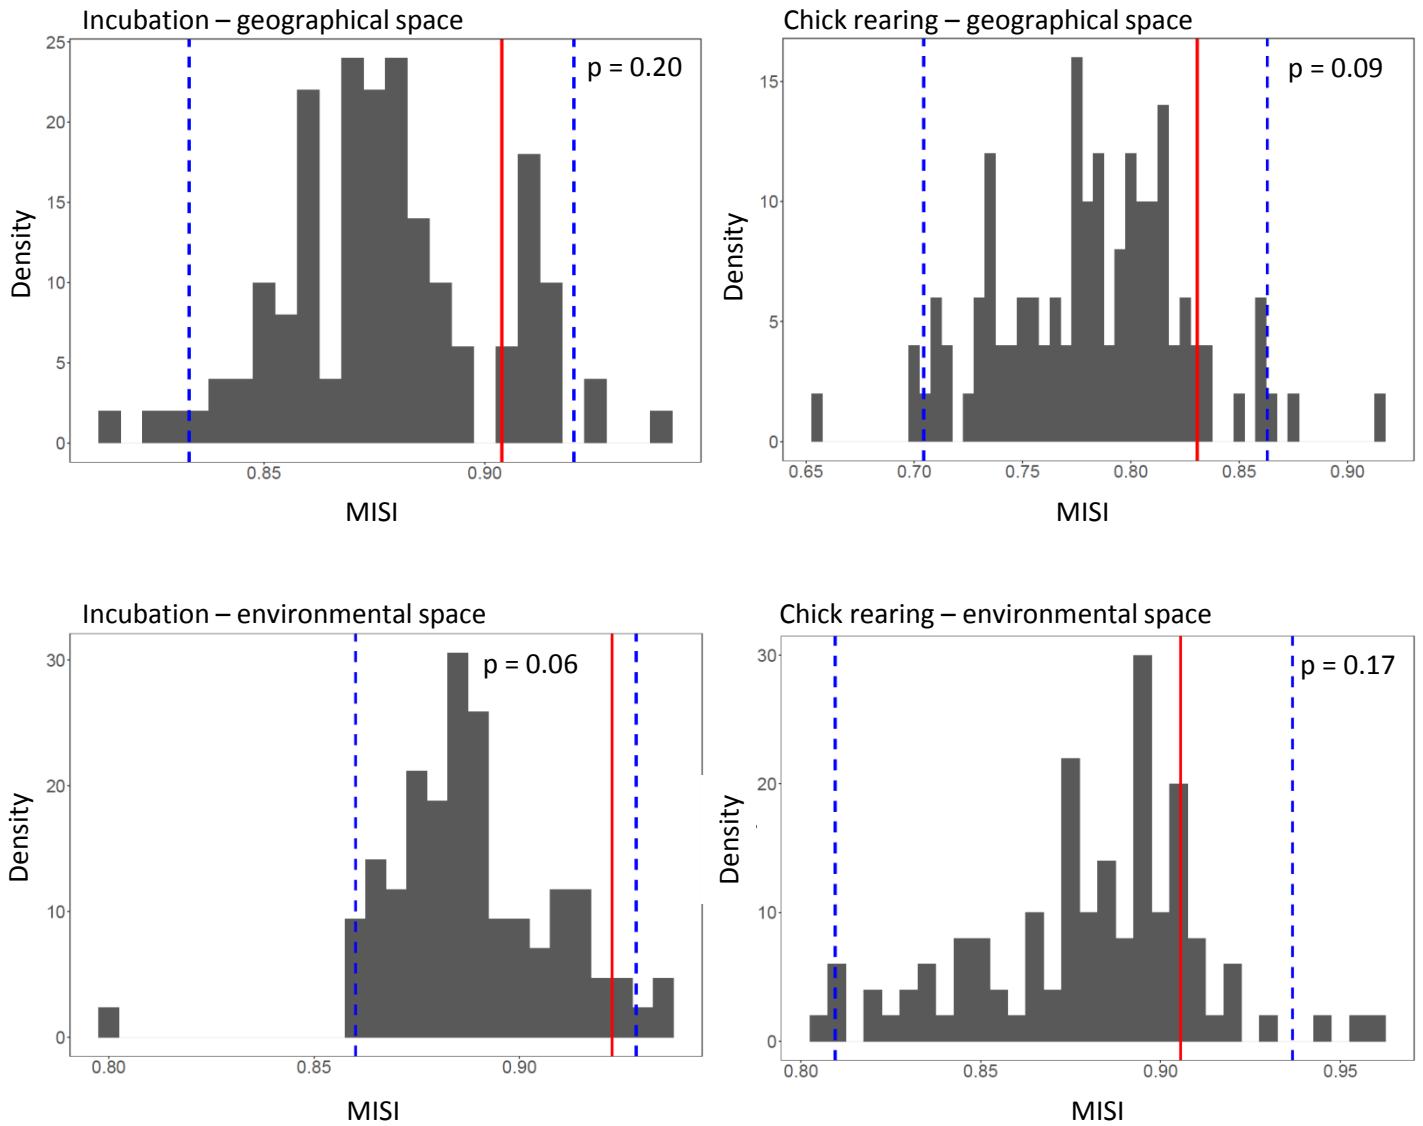 Incubation – geographical space
25
20
15
10
5
0
Density
p = 0.20
0.85 0.90
MISI
Chick rearing – geographical space
15
10
5
0
Density
p = 0.09
0.65 0.70 0.75 0.80 0.85 0.90
MISI
Incubation – environmental space
30
20
10
0
Density
p = 0.06
0.80 0.85 0.90
MISI
Chick rearing – environmental space
30
20
10
0
Density
p = 0.17
0.80 0.85 0.90 0.95
MISI